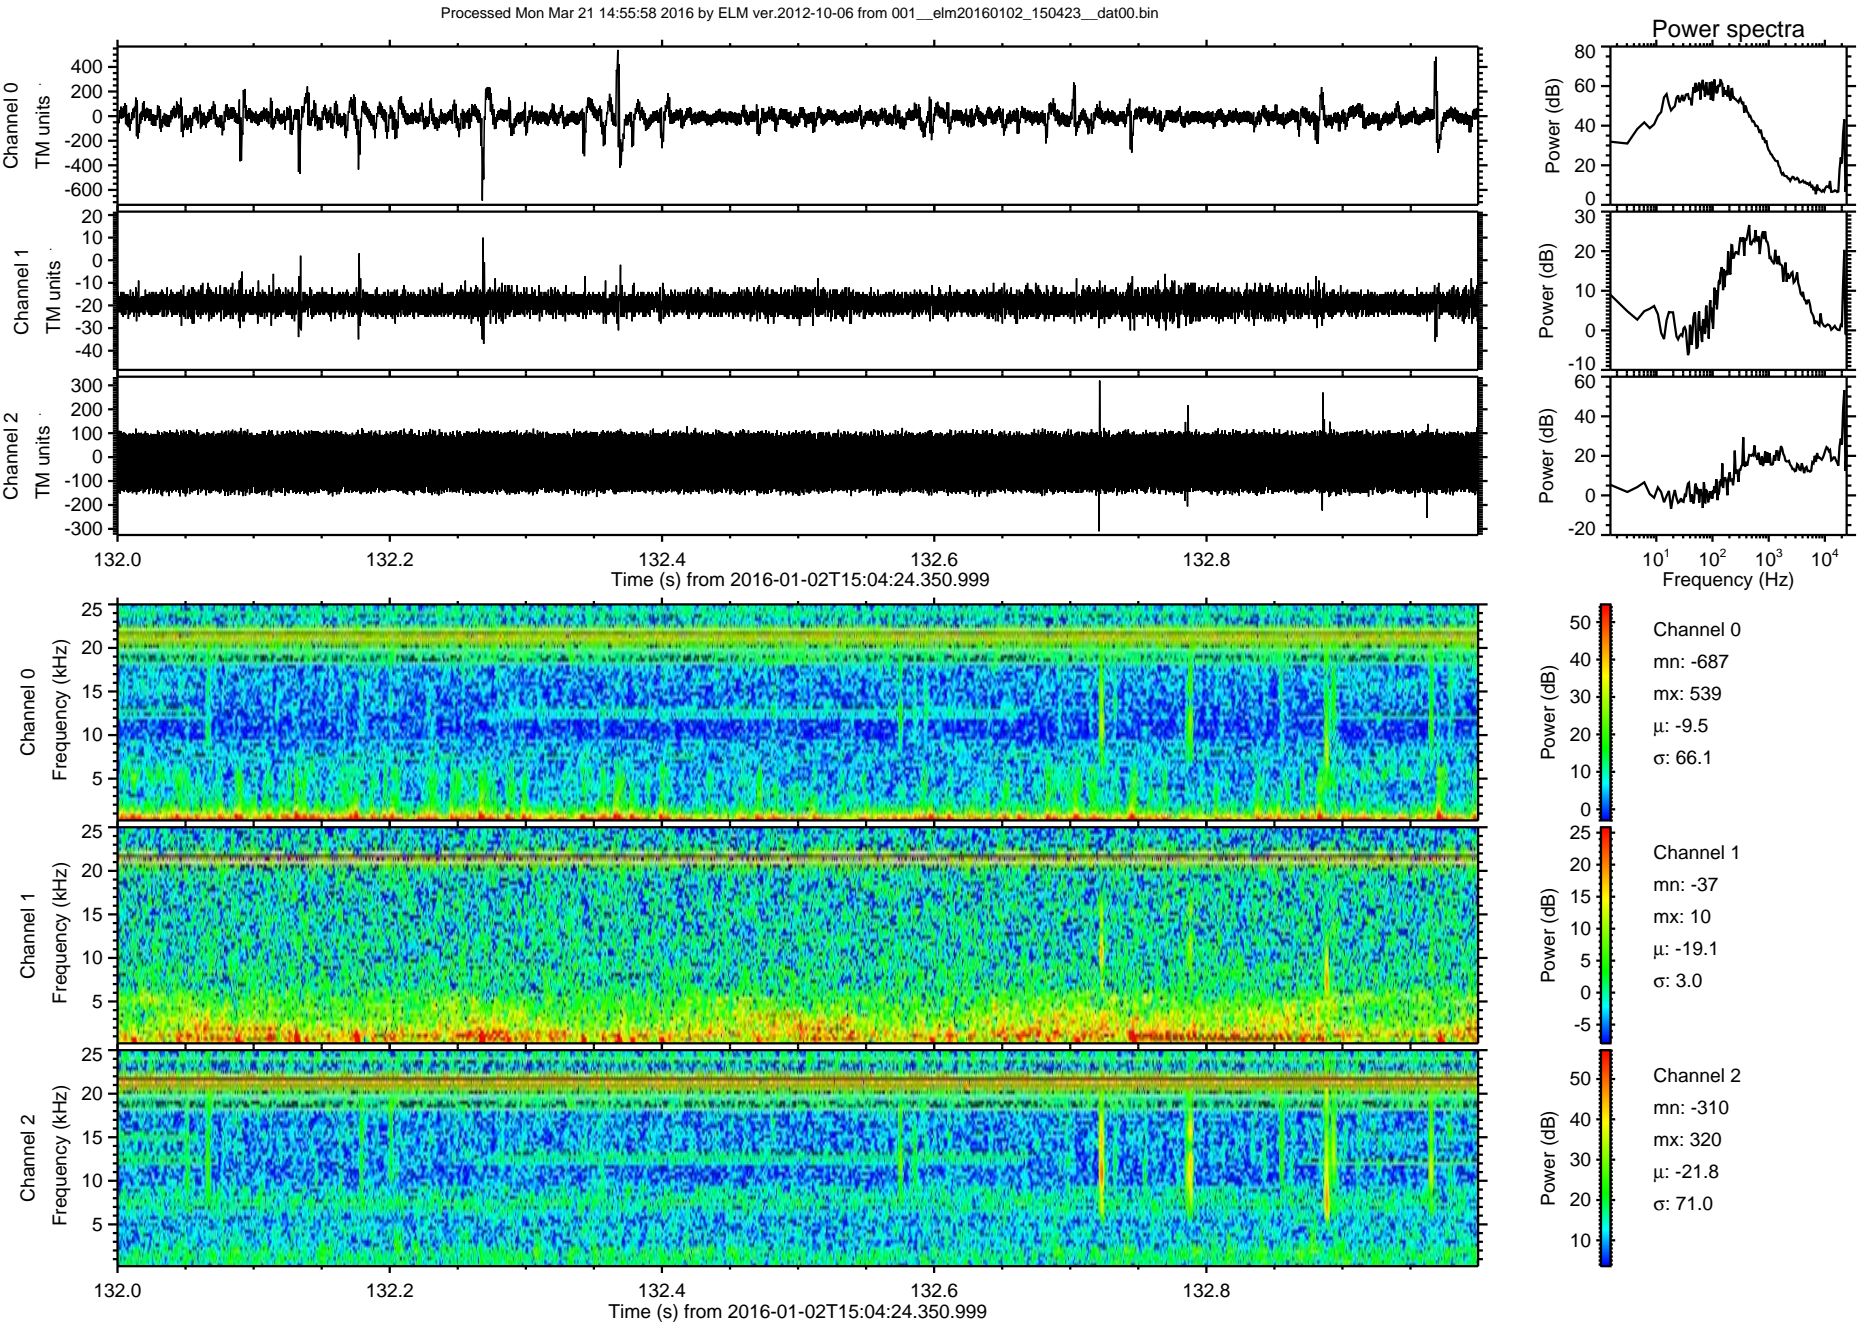 Processed Mon Mar 21 14:55:58 2016 by ELM ver.2012-10-06 from 001__elm20160102_150423__dat00.bin
Power spectra
Channel 0
TM units
400
200
0
-200
-400
-600
Power (dB)
80
60
40
20
0
Channel 1
TM units
20
10
0
-10
-20
-30
-40
Power (dB)
30
20
10
0
-10
Channel 2
TM units
300
200
100
0
-100
-200
-300
Power (dB)
60
40
20
0
-20
132.0 132.2 132.4 132.6 132.8
Time (s) from 2016-01-02T15:04:24.350.999
10^1 10^2 10^3 10^4
Frequency (Hz)
Channel 0
Frequency (kHz)
25
20
15
10
5
Power (dB)
50
40
30
20
10
0
Channel 0
mn: -687
mx: 539
μ: -9.5
σ: 66.1
Channel 1
Frequency (kHz)
25
20
15
10
5
Power (dB)
25
20
15
10
5
0
-5
Channel 1
mn: -37
mx: 10
μ: -19.1
σ: 3.0
Channel 2
Frequency (kHz)
25
20
15
10
5
Power (dB)
50
40
30
20
10
Channel 2
mn: -310
mx: 320
μ: -21.8
σ: 71.0
132.0 132.2 132.4 132.6 132.8
Time (s) from 2016-01-02T15:04:24.350.999